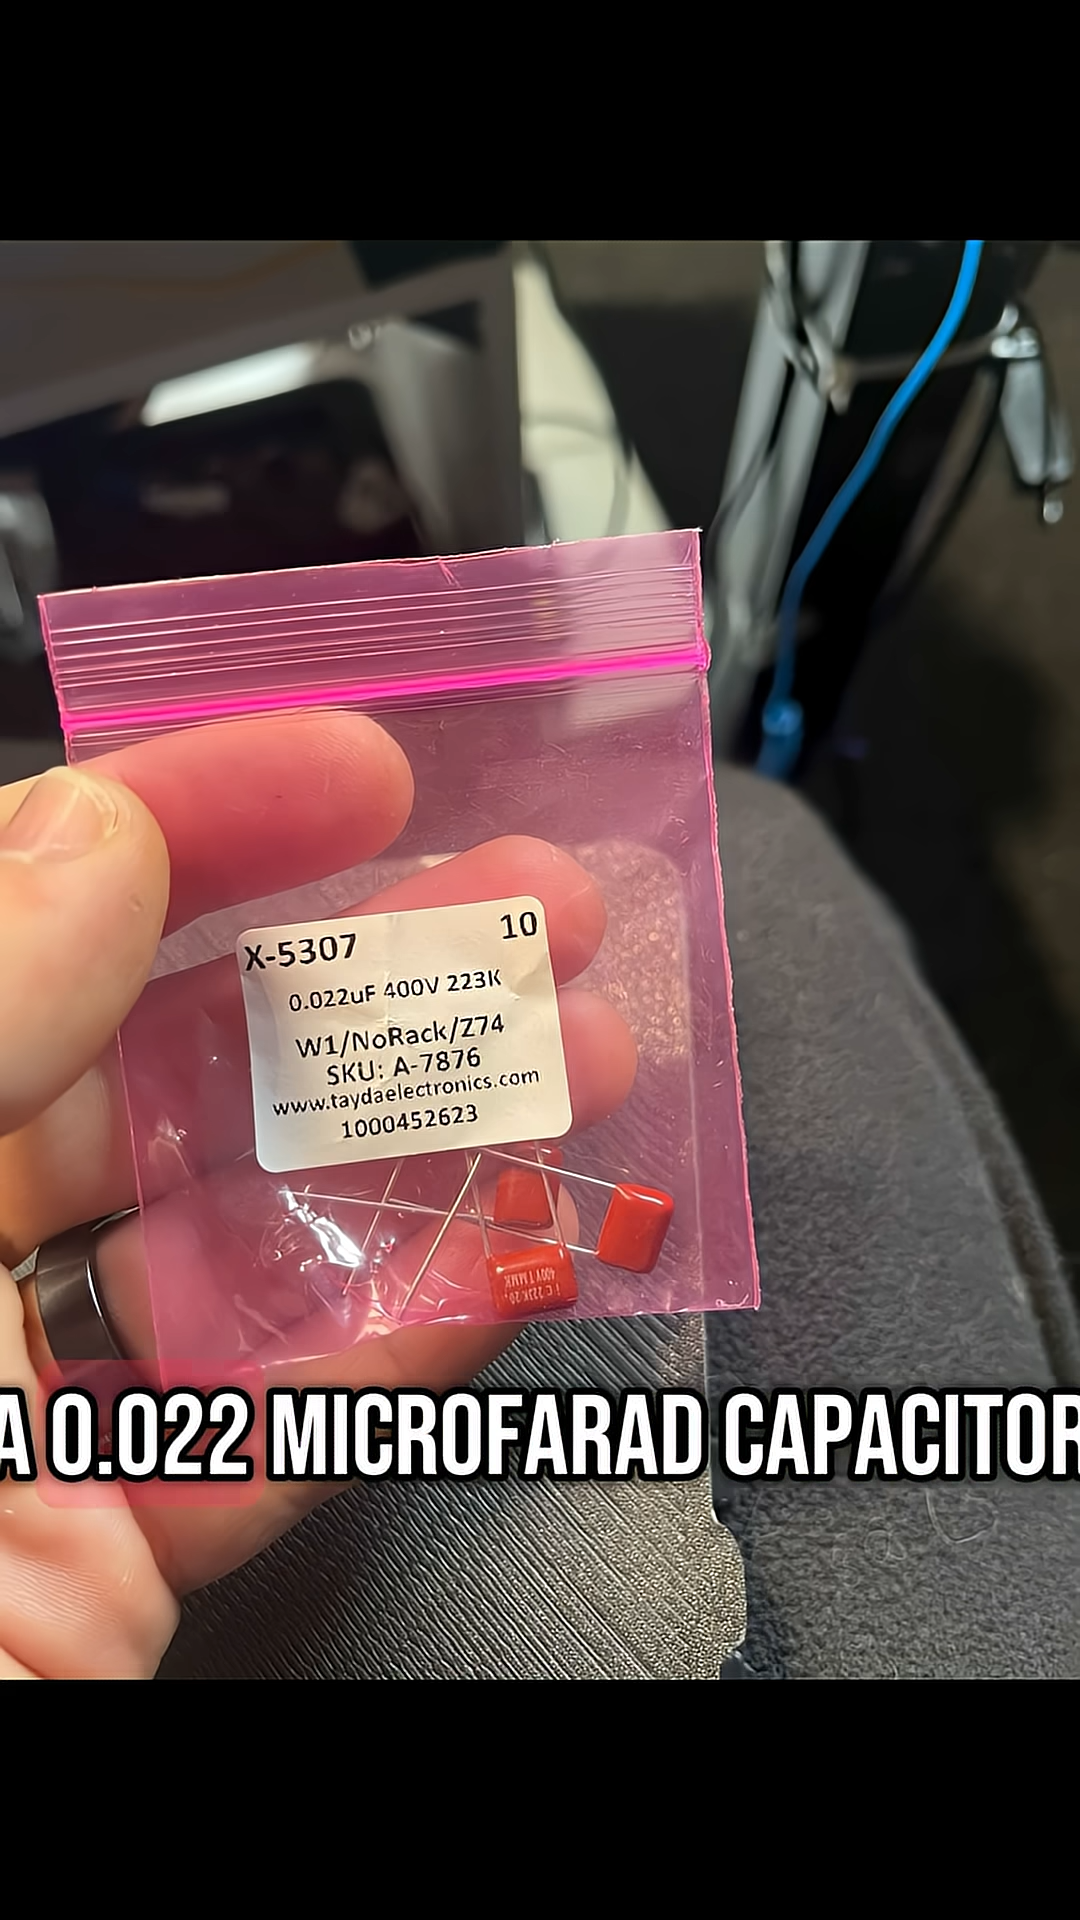 X-5307 10
0.022uF 400V 223K
W1/NoRack/Z74
SKU: A-7876
www.taydaelectronics.com
1000452623
400V
A 0.022 MICROFARAD CAPACITOR